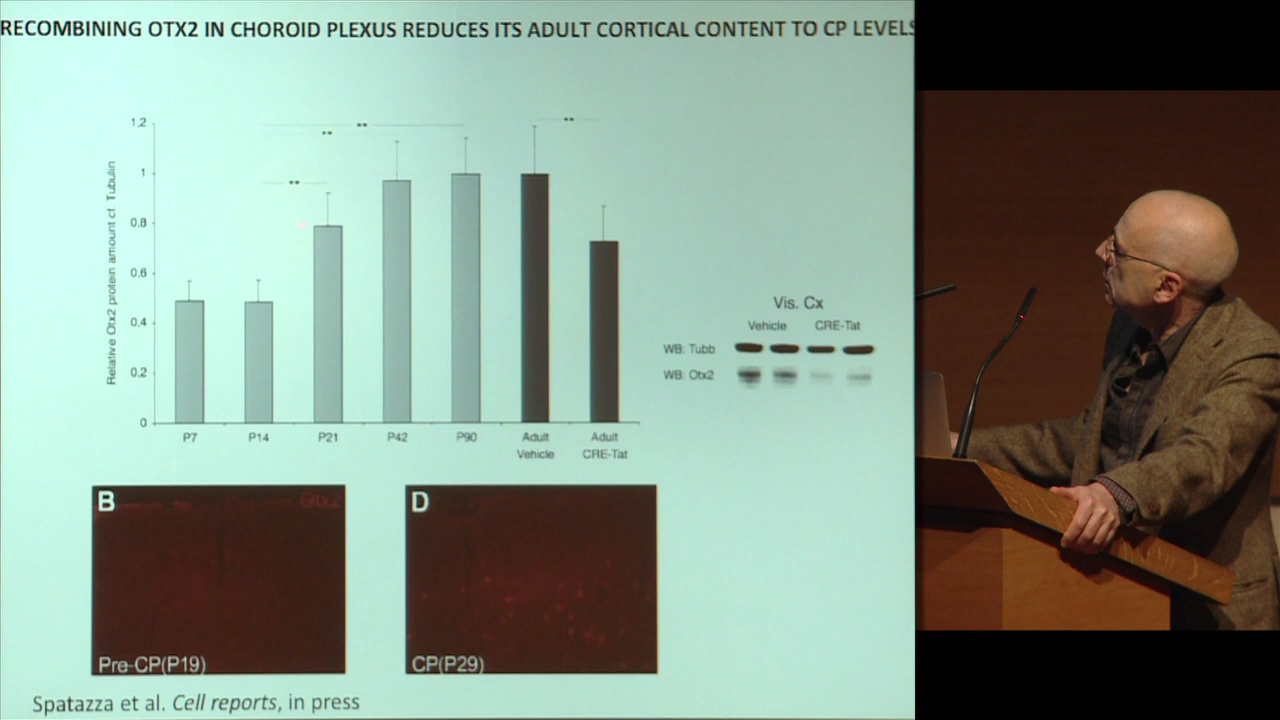 RECOMBINING OTX2 IN CHOROID PLEXUS REDUCES ITS ADULT CORTICAL CONTENT TO CP LEVELS
Relative Otx2 protein amount cf. Tubulin
1,2
1
0,8
0,6
0,4
0,2
0
**
**
**
**
P7 P14 P21 P42 P90 Adult Vehicle Adult CRE-Tat
Vis. Cx
Vehicle CRE-Tat
WB: Tubb
WB: Otx2
B Otx2
Pre-CP(P19)
D
CP(P29)
Spatazza et al. Cell reports, in press